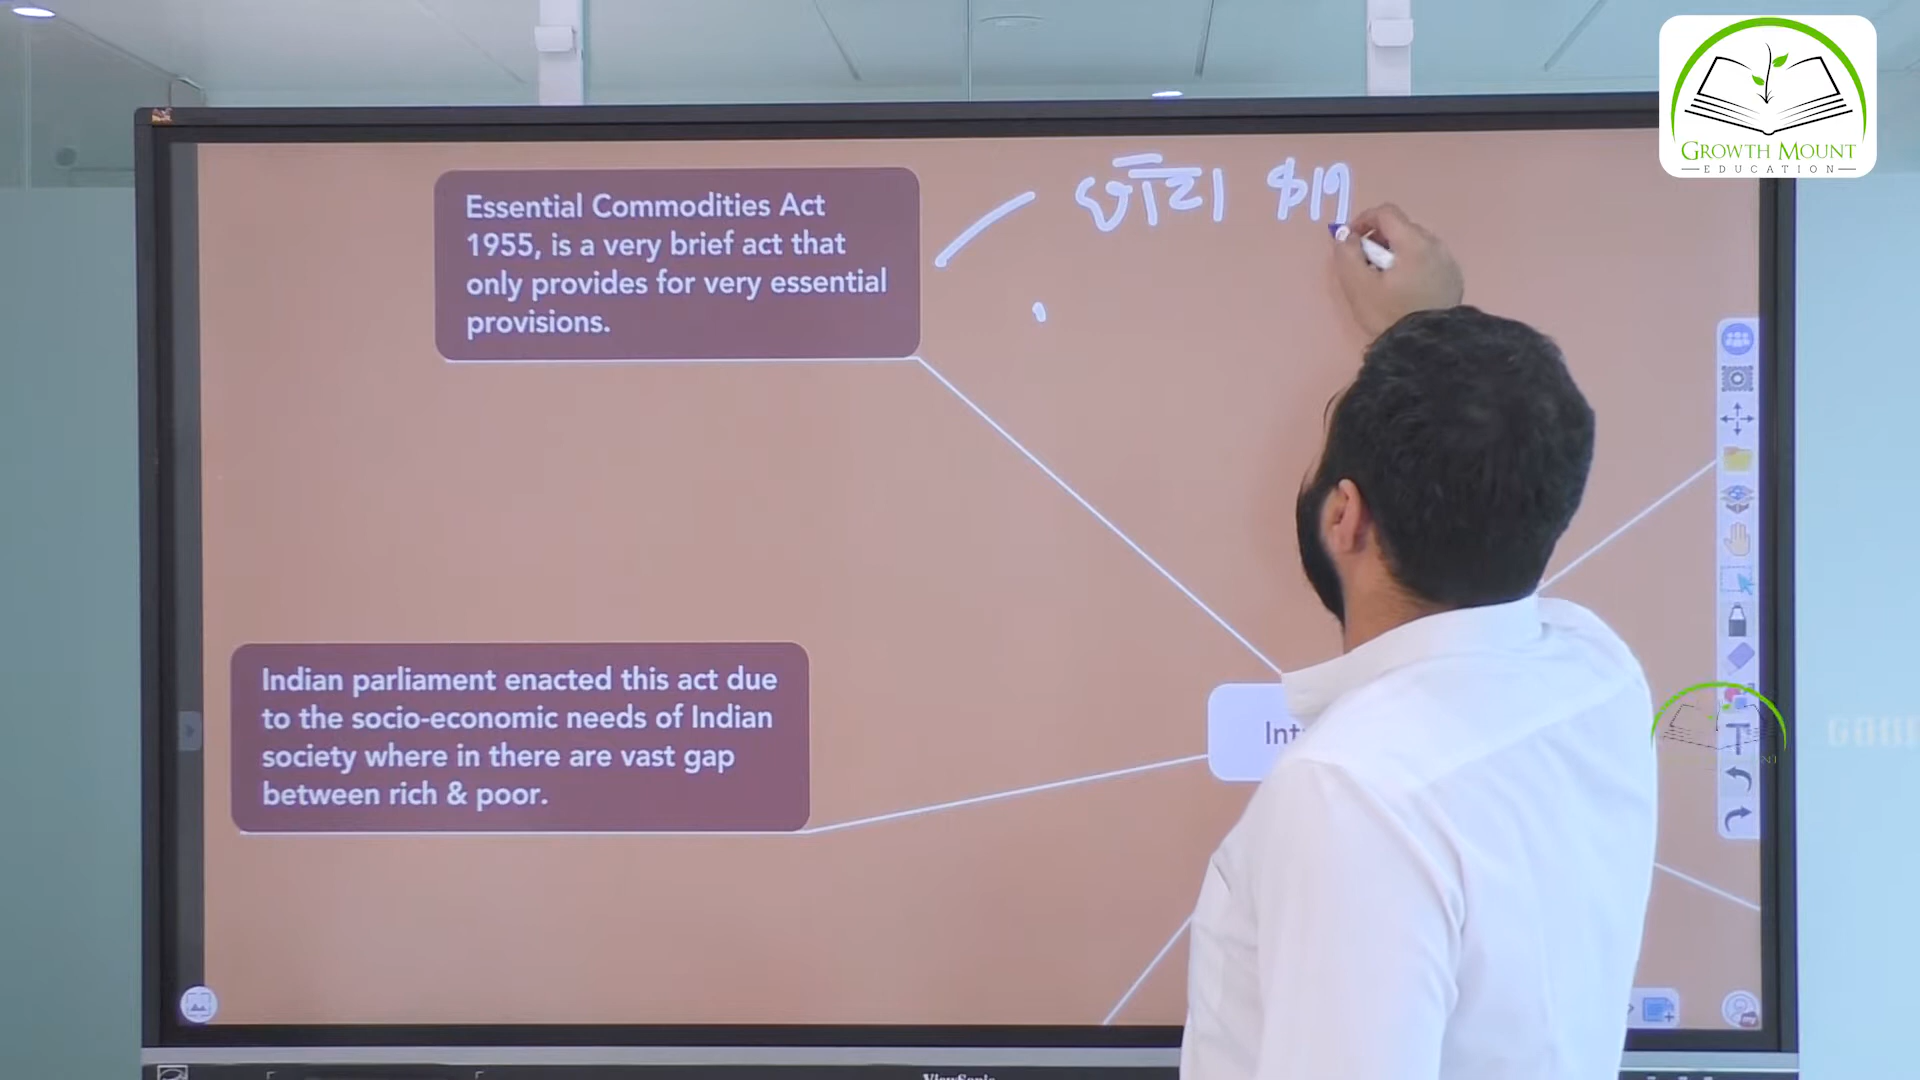 GROWTH MOUNT
EDUCATION
Essential Commodities Act
1955, is a very brief act that
only provides for very essential
provisions.
Indian parliament enacted this act due
to the socio-economic needs of Indian
society where in there are vast gap
between rich & poor.